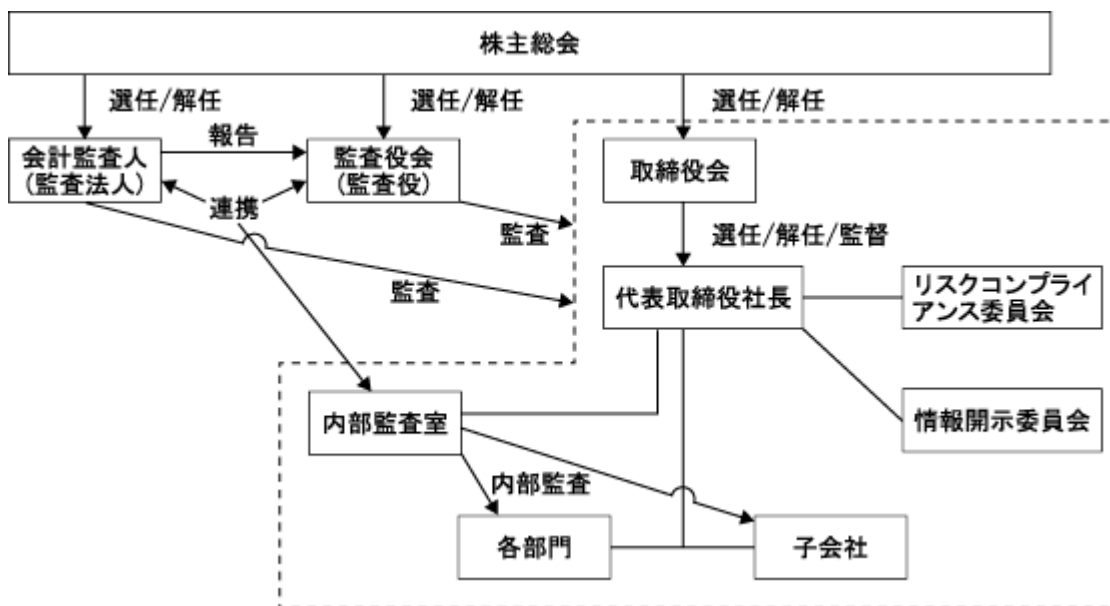 株主総会
選任/解任
選任/解任
選任/解任
報告
会計監査人
(監査法人)
監査役会
(監査役)
取締役会
連携
監査
選任/解任/監督
監査
代表取締役社長
リスクコンプライ
アンス委員会
内部監査室
情報開示委員会
内部監査
各部門
子会社